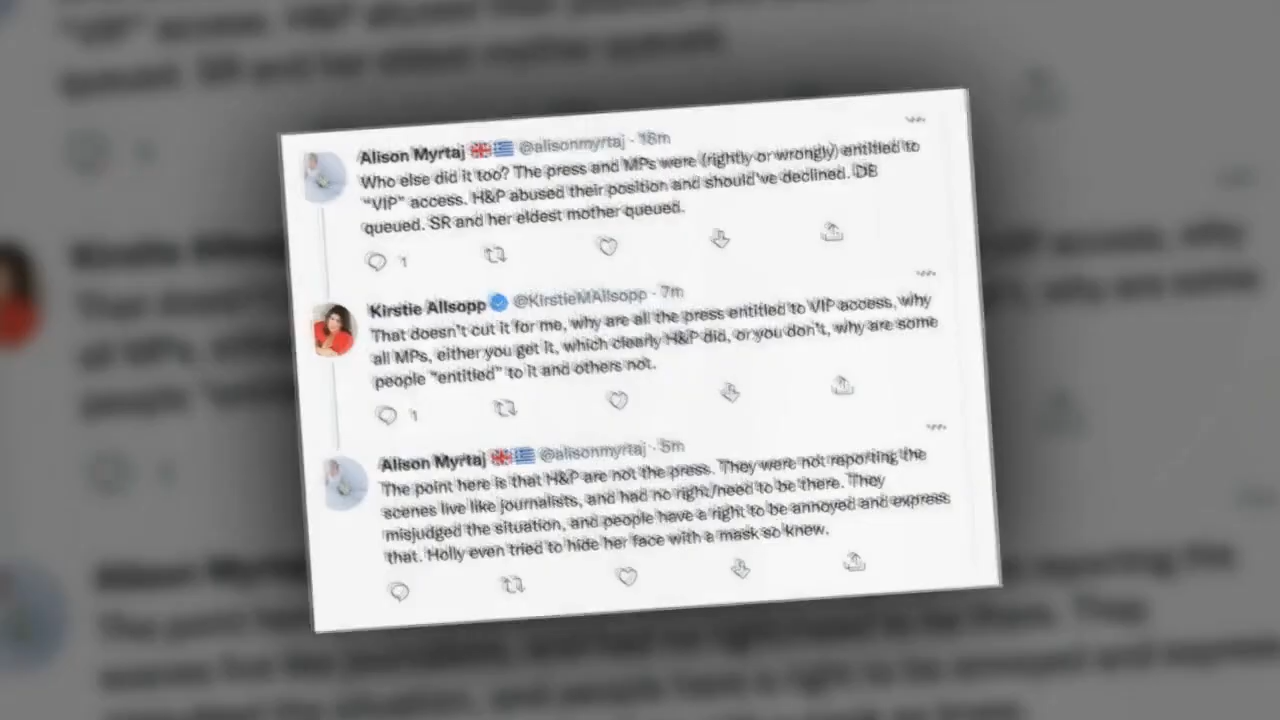 Alison Myrtaj @alisonmyrtaj · 18m
Who else did it too? The press and MPs were (rightly or wrongly) entitled to
"VIP" access. H&P abused their position and should've declined. DB
queued. SR and her eldest mother queued.
1
Kirstie Allsopp @KirstieMAllsopp · 7m
That doesn't cut it for me, why are all the press entitled to VIP access, why
all MPs, either you get it, which clearly H&P did, or you don't, why are some
people "entitled" to it and others not.
1
Alison Myrtaj @alisonmyrtaj · 5m
The point here is that H&P are not the press. They were not reporting the
scenes live like journalists, and had no right/need to be there. They
misjudged the situation, and people have a right to be annoyed and express
that. Holly even tried to hide her face with a mask so knew.